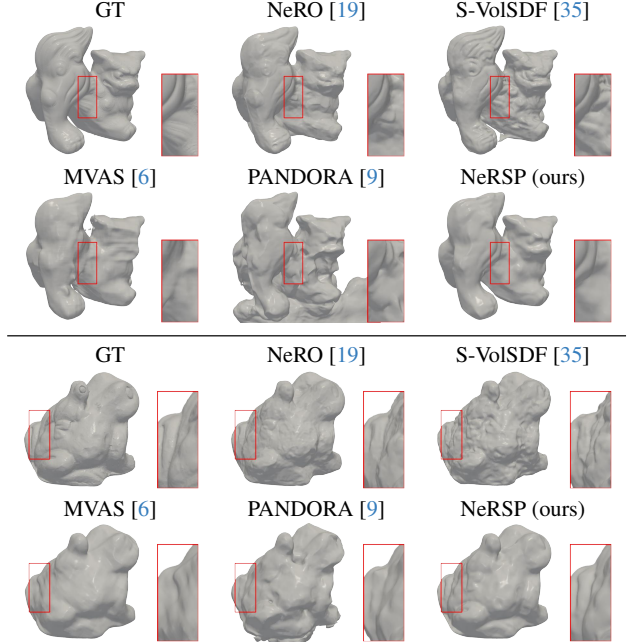 GT NeRO [19] S-VolSDF [35]
MVAS [6] PANDORA [9] NeRSP (ours)
GT NeRO [19] S-VolSDF [35]
MVAS [6] PANDORA [9] NeRSP (ours)